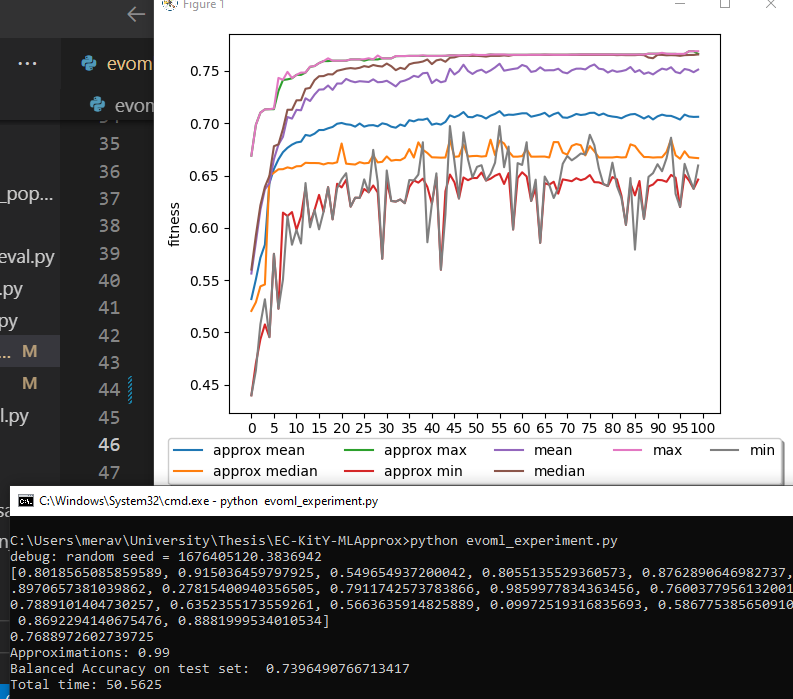 Figure 1
evom
evom
_pop...
eval.py
.py
py
... M
M
l.py
35
36
37
38
39
40
41
42
43
44
45
46
47
fitness
0.75
0.70
0.65
0.60
0.55
0.50
0.45
0 5 10 15 20 25 30 35 40 45 50 55 60 65 70 75 80 85 90 95 100
approx mean approx max mean max min
approx median approx min median
C:\Windows\System32\cmd.exe - python evoml_experiment.py
C:\Users\merav\University\Thesis\EC-KitY-MLApprox>python evoml_experiment.py
debug: random seed = 1676405120.3836942
[0.8018565085859589, 0.915036459797925, 0.549654937200042, 0.8055135529360573, 0.8762890646982737,
.8970657381039862, 0.27815400940356505, 0.7911742573783866, 0.9859977834363456, 0.7600377956132001
0.7889101404730257, 0.6352355173559261, 0.5663635914825889, 0.09972519316835693, 0.586775385650910
0.8692294140675476, 0.8881999534010534]
0.7688972602739725
Approximations: 0.99
Balanced Accuracy on test set: 0.7396490766713417
Total time: 50.5625